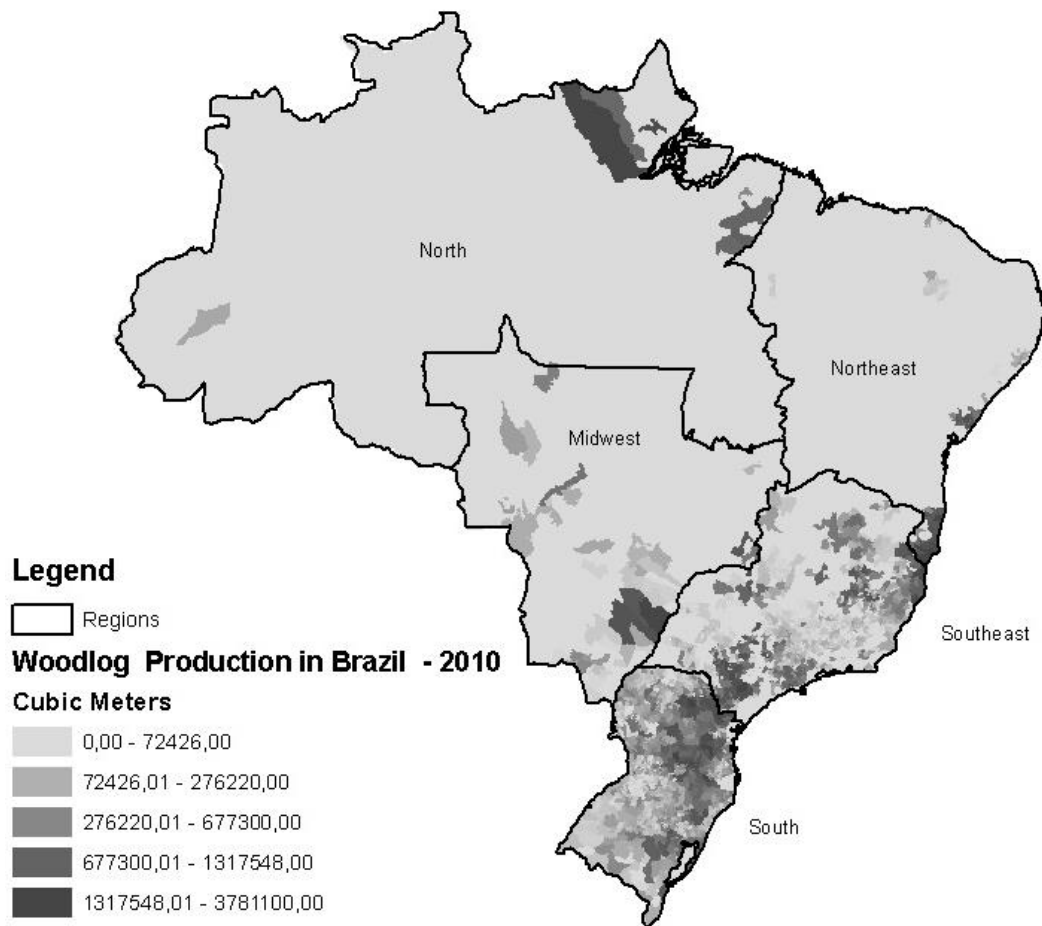 North
Northeast
Midwest
Southeast
South
Legend
Regions
Woodlog Production in Brazil - 2010
Cubic Meters
0,00 - 72426,00
72426,01 - 276220,00
276220,01 - 677300,00
677300,01 - 1317548,00
1317548,01 - 3781100,00